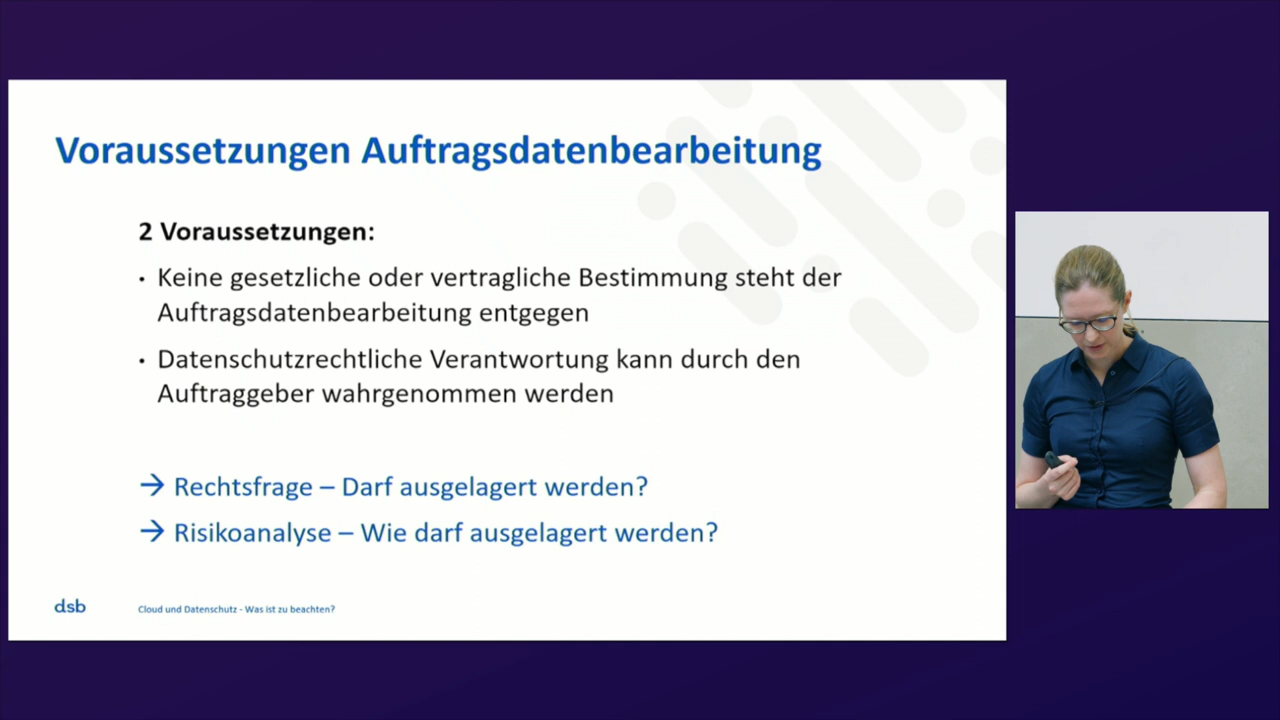 Voraussetzungen Auftragsdatenbearbeitung
2 Voraussetzungen:
· Keine gesetzliche oder vertragliche Bestimmung steht der
Auftragsdatenbearbeitung entgegen
· Datenschutzrechtliche Verantwortung kann durch den
Auftraggeber wahrgenommen werden
→ Rechtsfrage – Darf ausgelagert werden?
→ Risikoanalyse – Wie darf ausgelagert werden?
dsb
Cloud und Datenschutz - Was ist zu beachten?